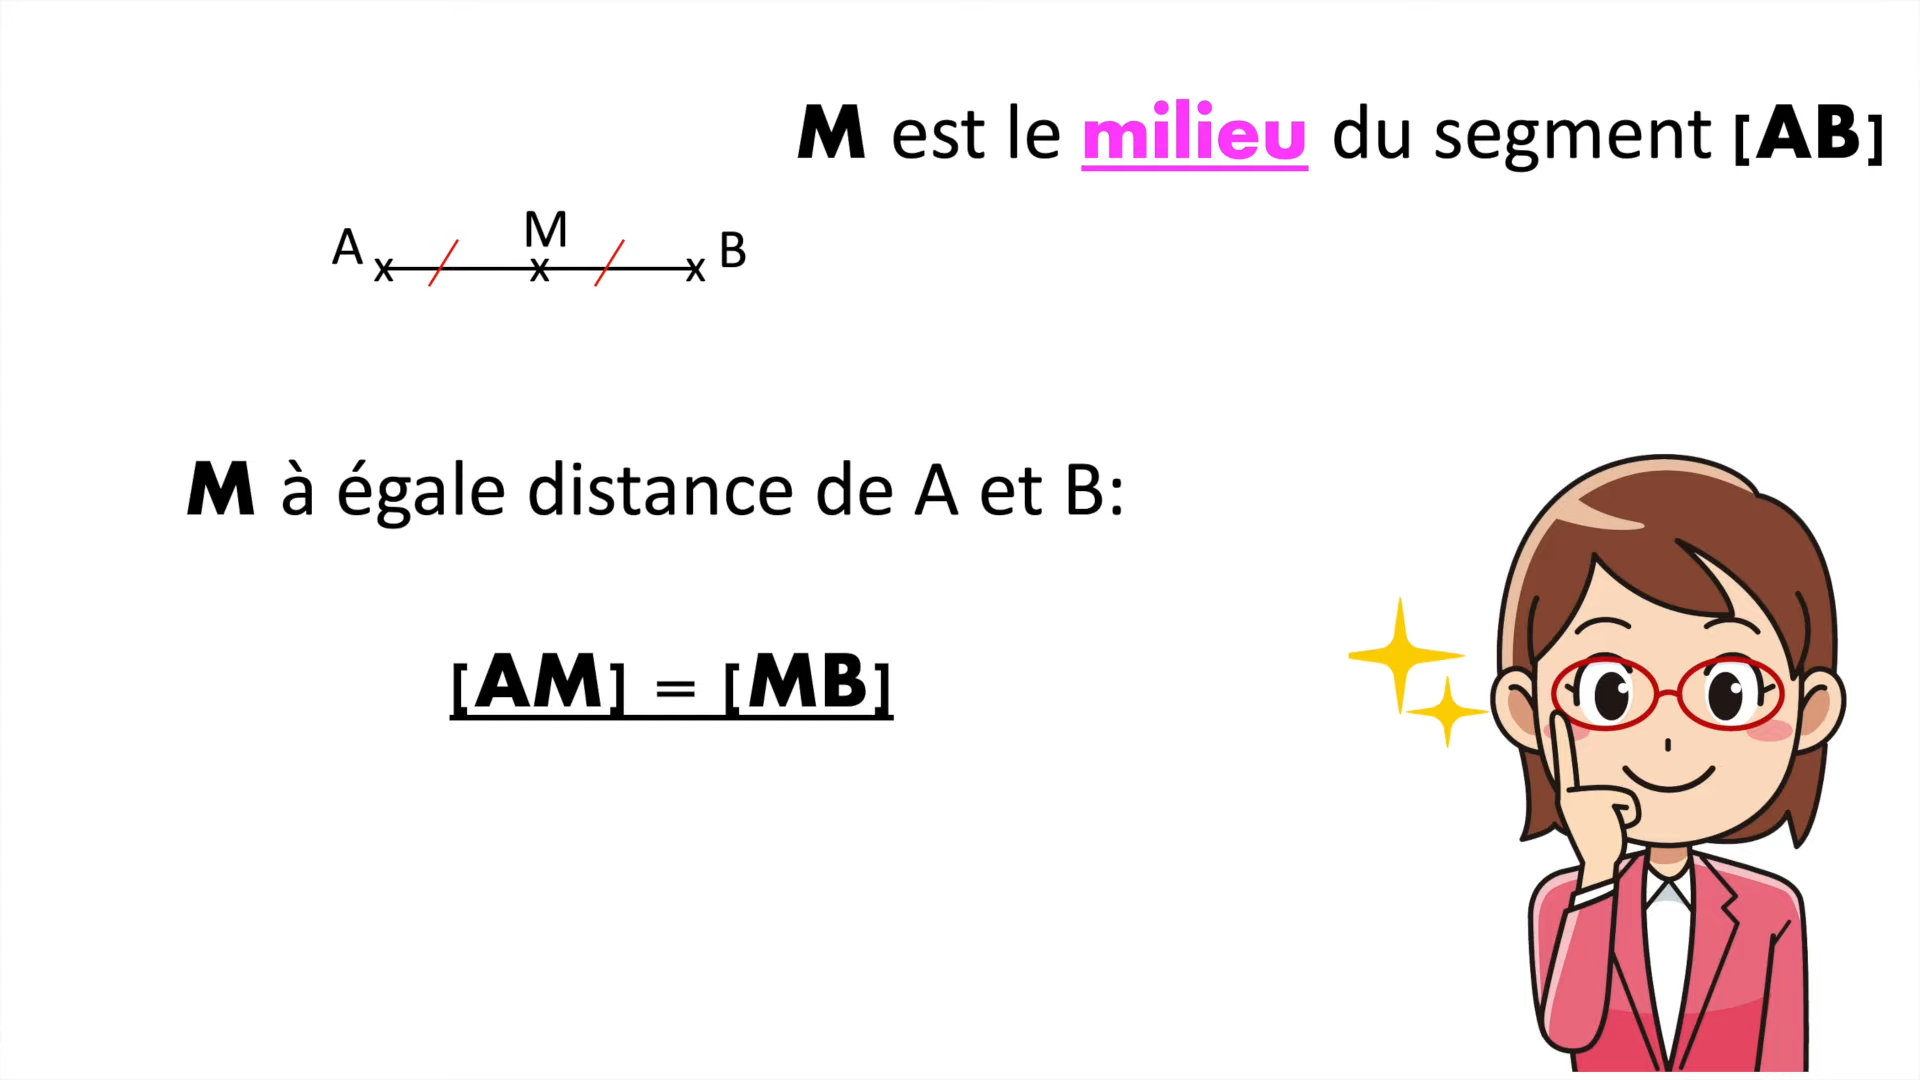 M est le milieu du segment [AB]
A M B
x x x
M à égale distance de A et B:
[AM] = [MB]